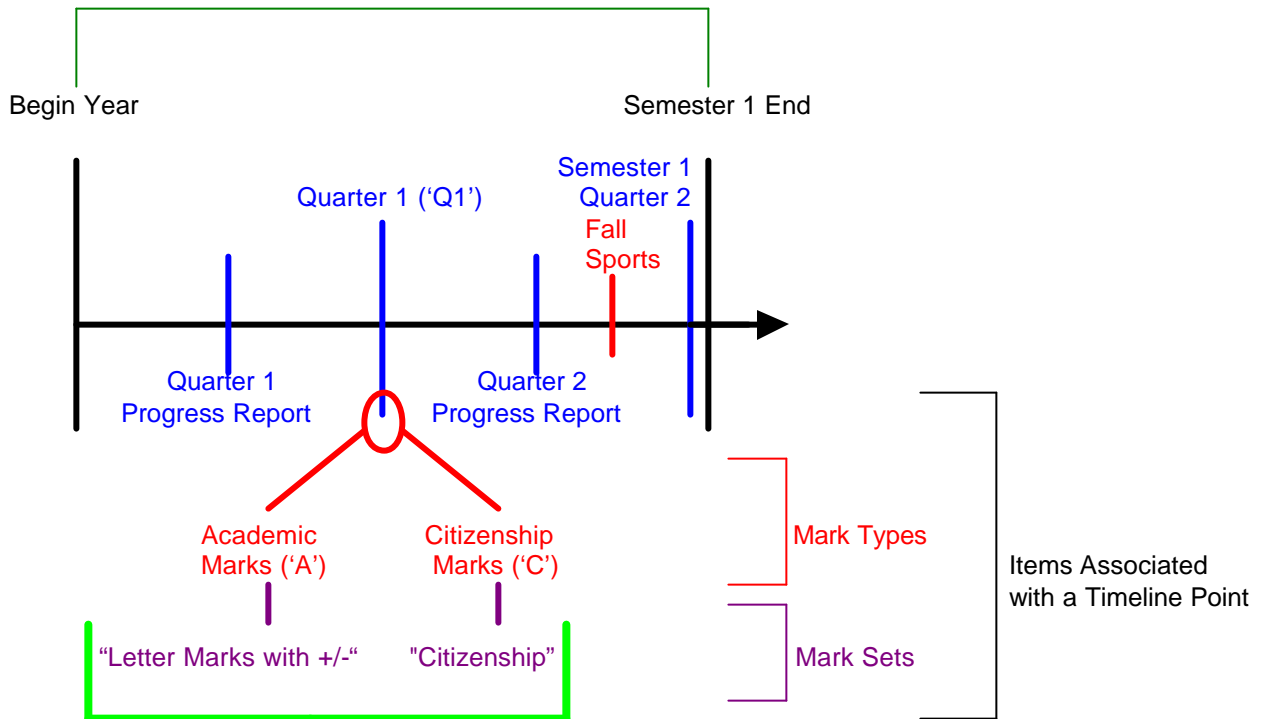 Begin Year
Semester 1 End
Semester 1
Quarter 2
Quarter 1 (‘Q1’)
Fall
Sports
Quarter 1
Progress Report
Quarter 2
Progress Report
Academic
Marks (‘A’)
Citizenship
Marks (‘C’)
Mark Types
Items Associated
with a Timeline Point
“Letter Marks with +/-“
"Citizenship”
Mark Sets